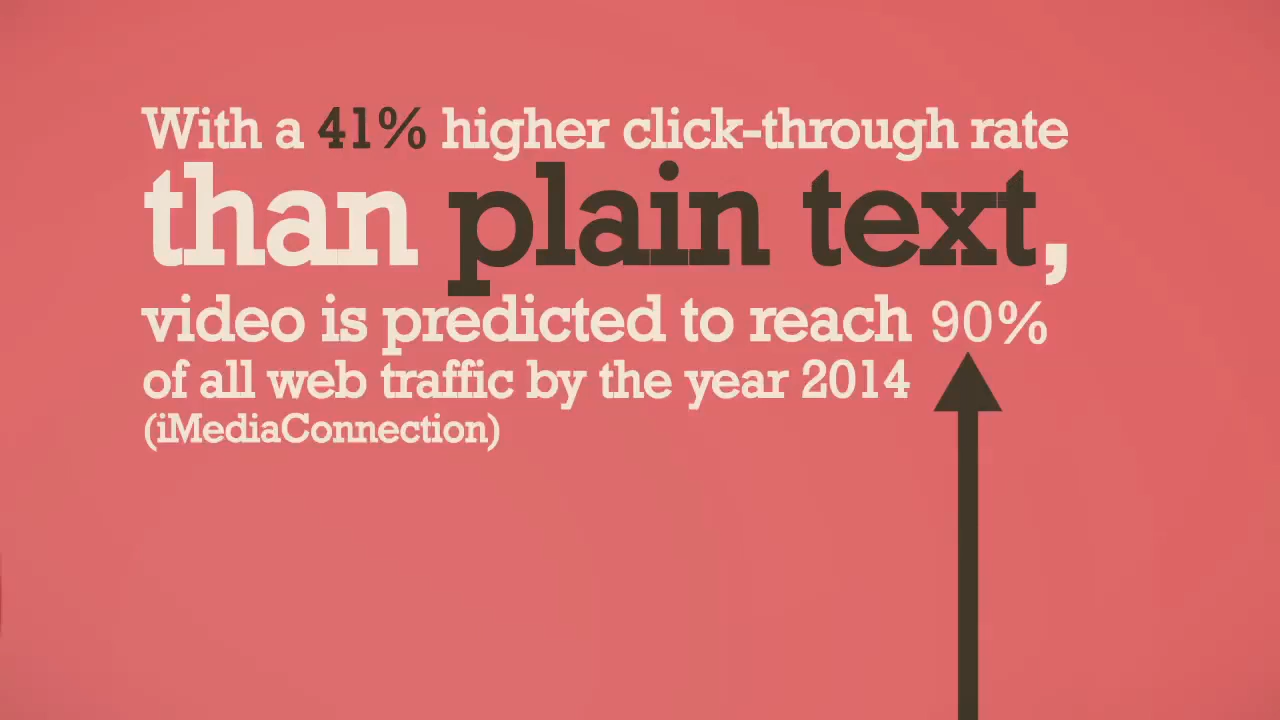 With a 41% higher click-through rate
than plain text,
video is predicted to reach 90%
of all web traffic by the year 2014
(iMediaConnection)